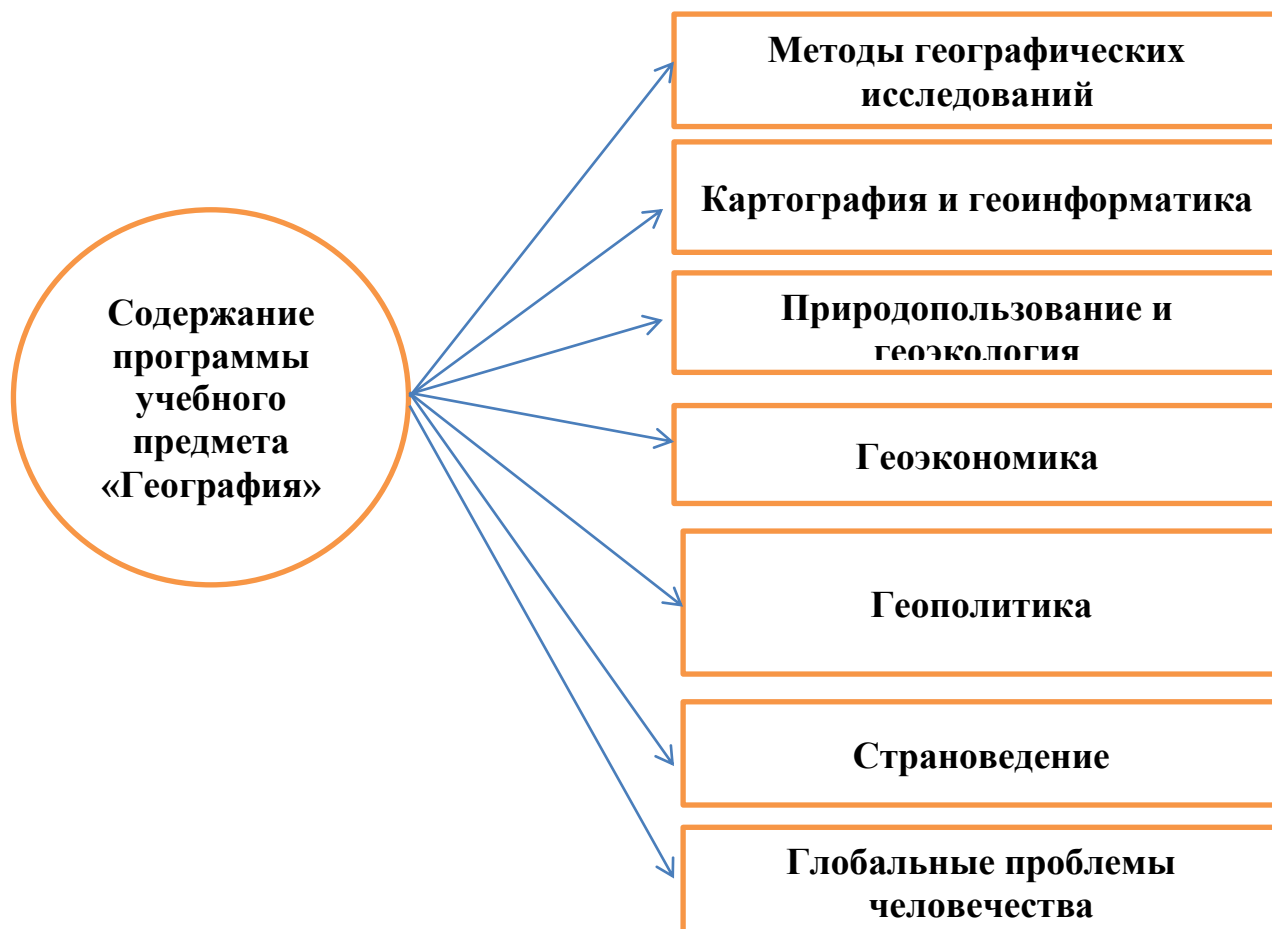 Содержание
программы
учебного
предмета
«География»
Методы географических
исследований
Картография и геоинформатика
Природопользование и
геоэкология
Геоэкономика
Геополитика
Страноведение
Глобальные проблемы
человечества